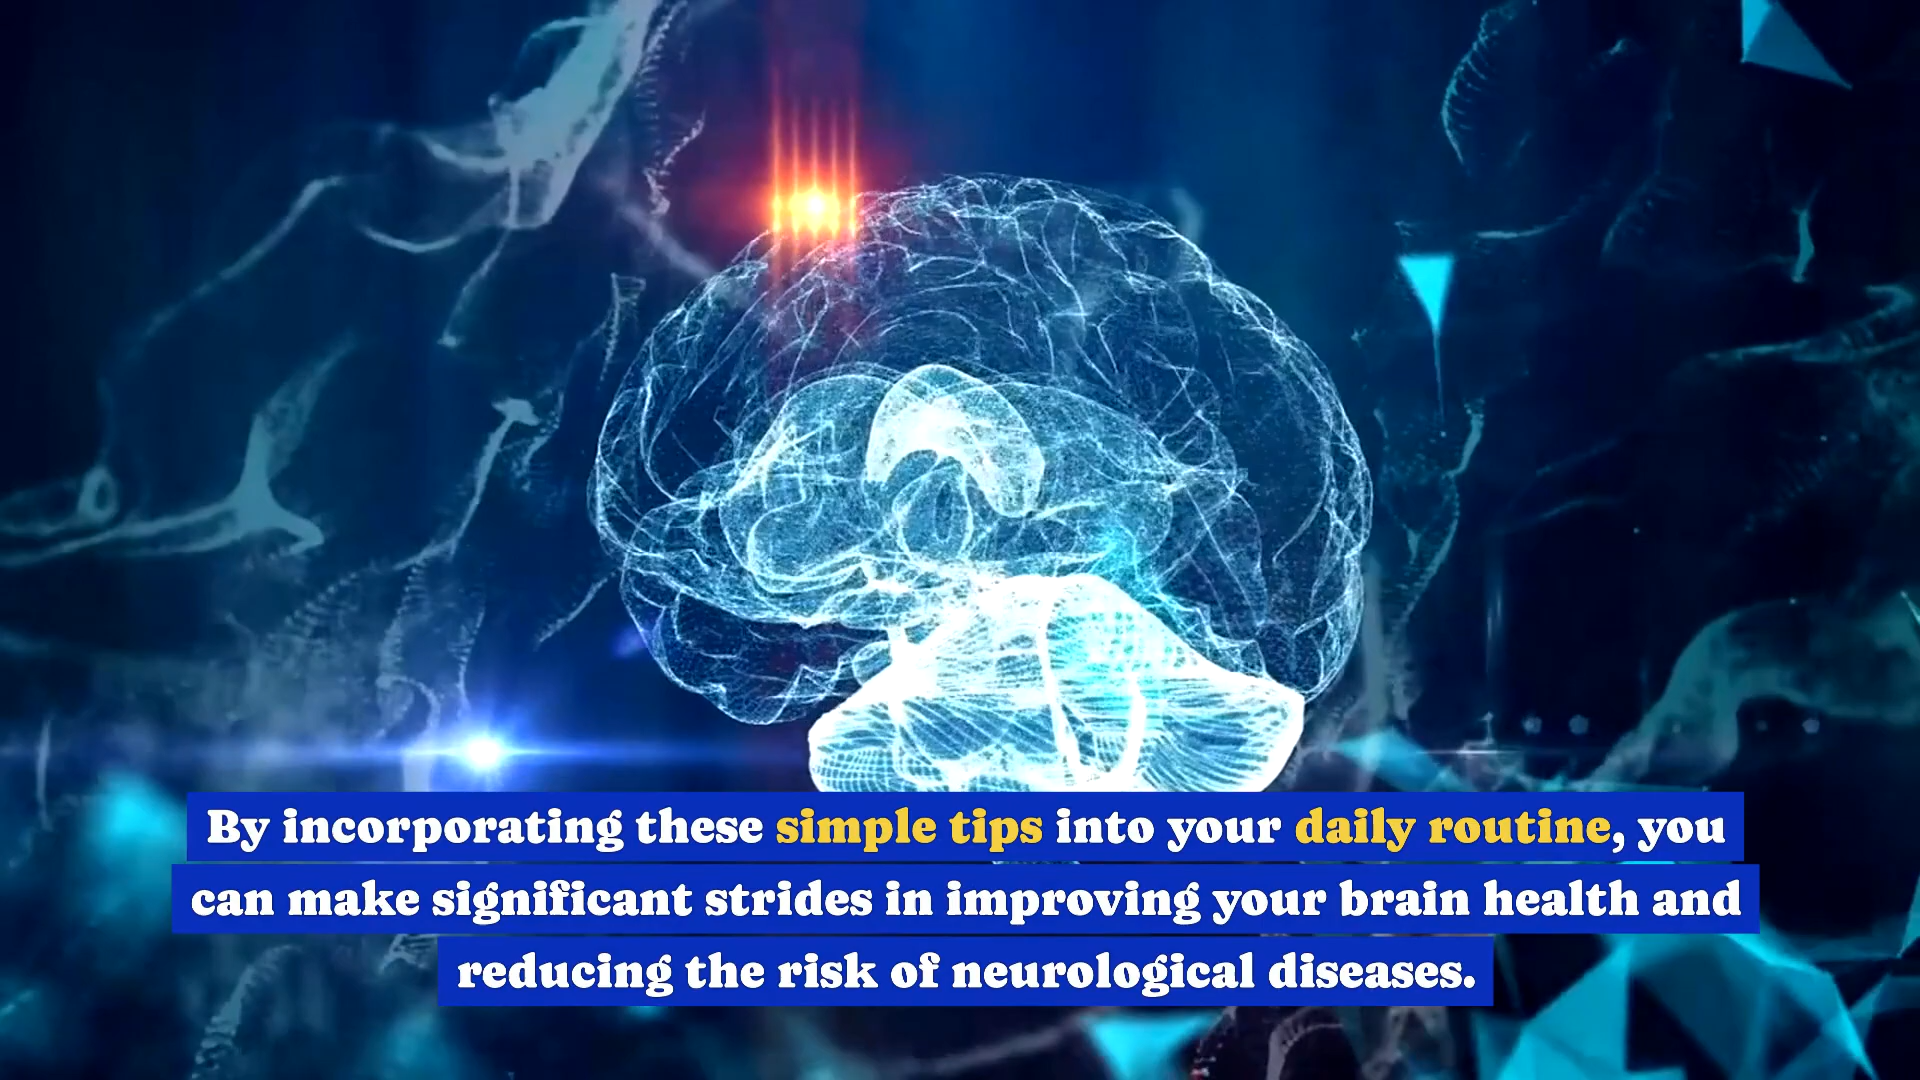 By incorporating these simple tips into your daily routine, you
can make significant strides in improving your brain health and
reducing the risk of neurological diseases.